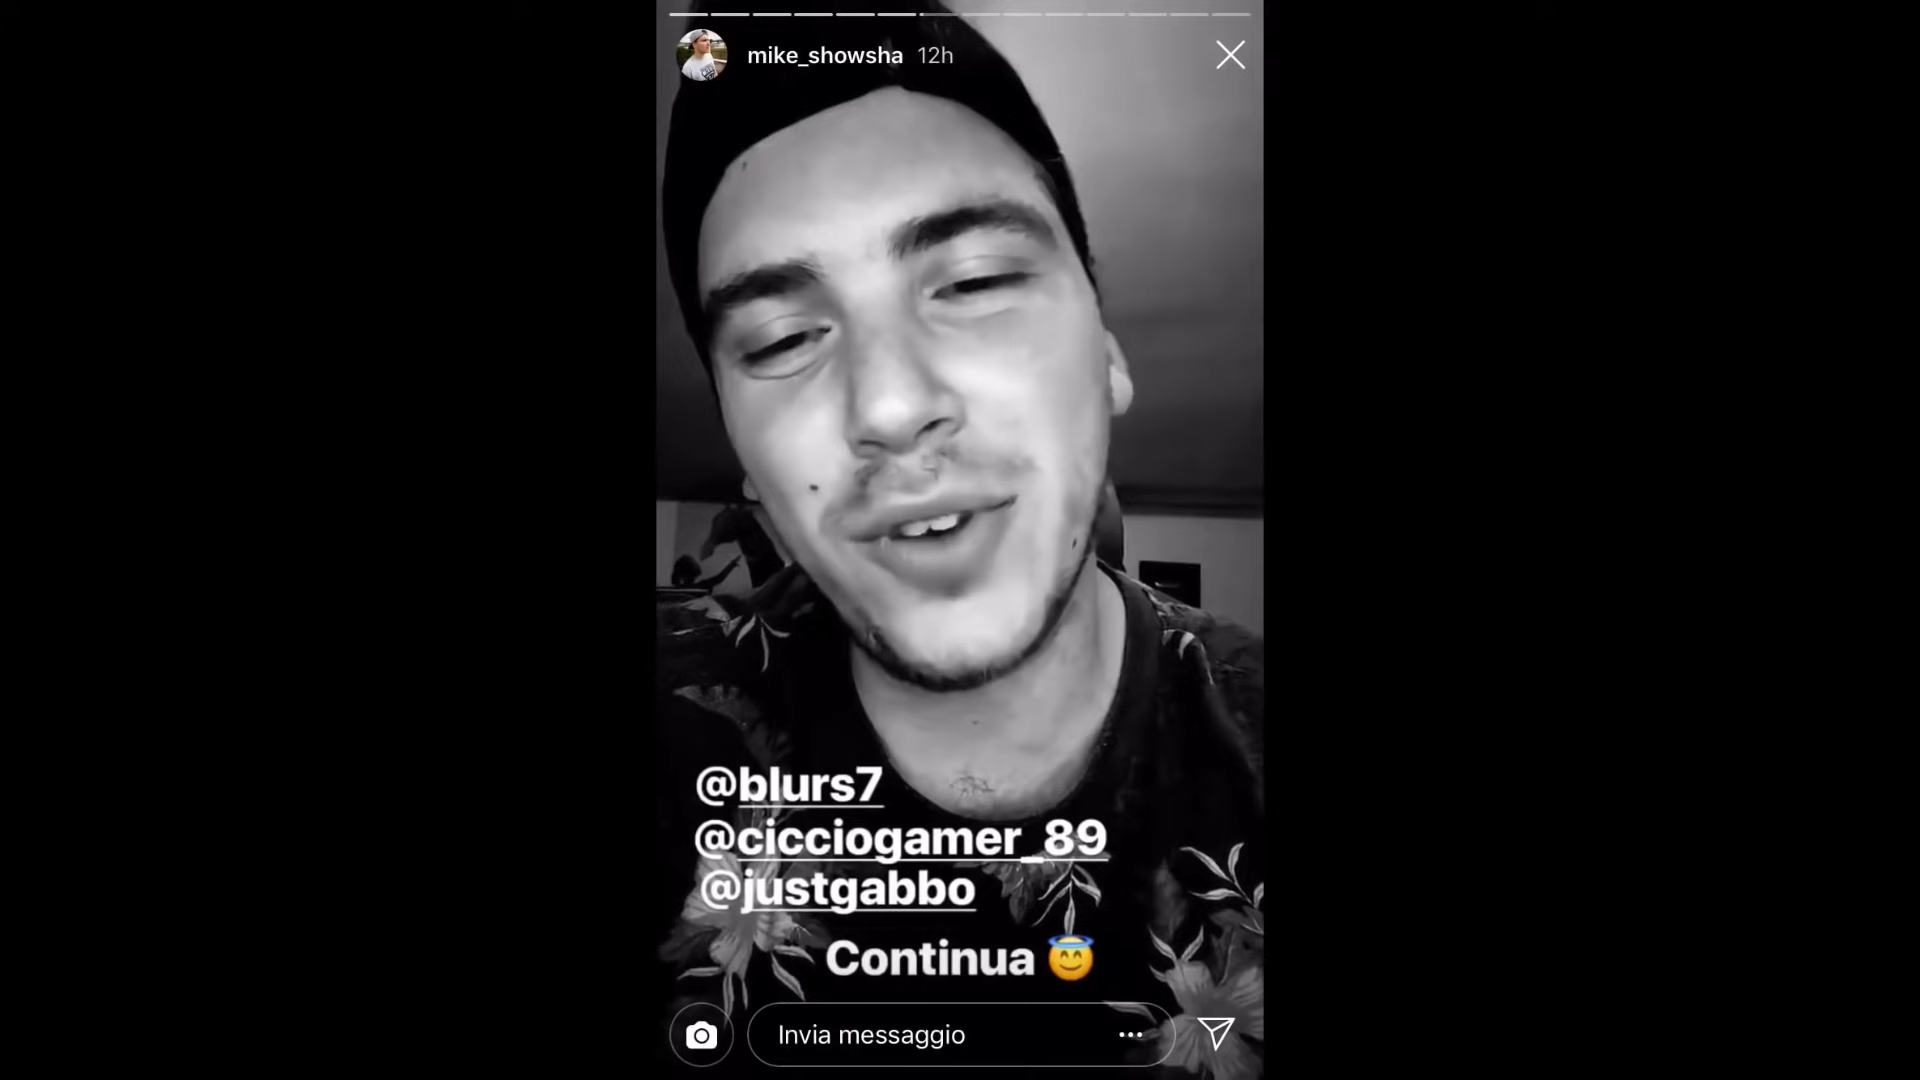 mike_showsha 12h
@blurs7
@cicciogamer_89
@justgabbo
Continua 😇
Invia messaggio